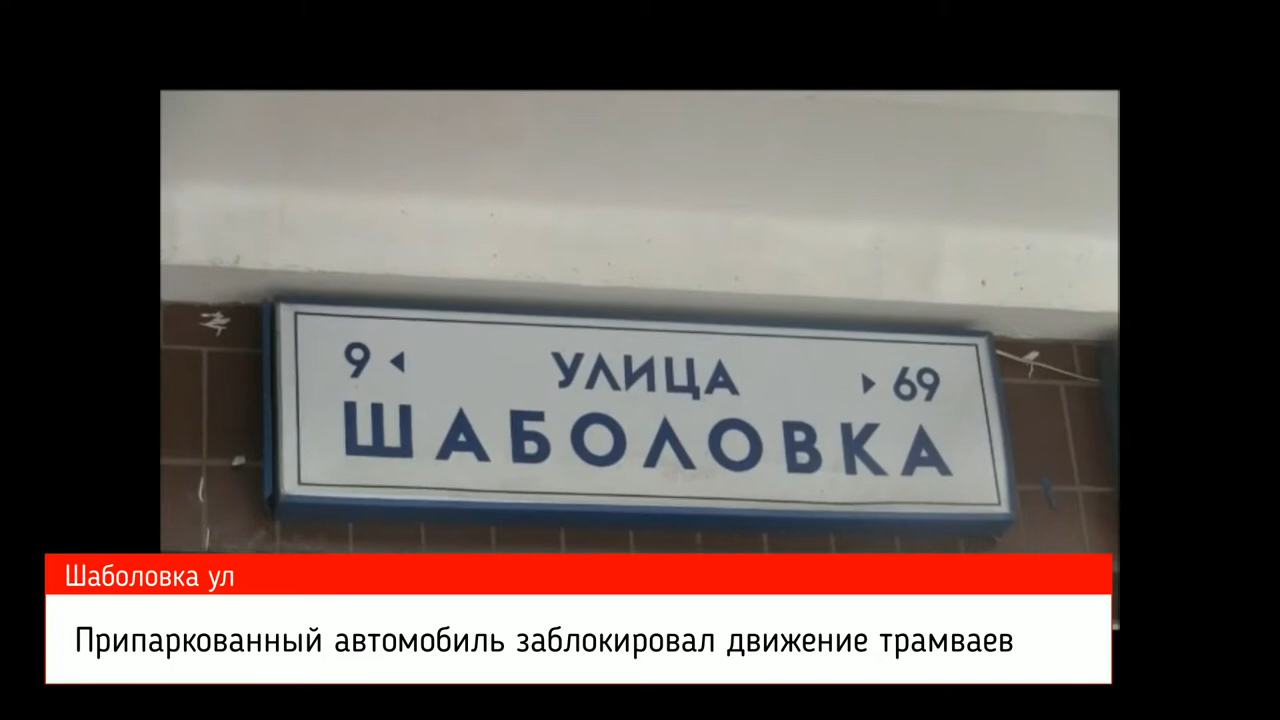 9 ◂ УЛИЦА ▸ 69
ШАБОЛОВКА
Шаболовка ул
Припаркованный автомобиль заблокировал движение трамваев